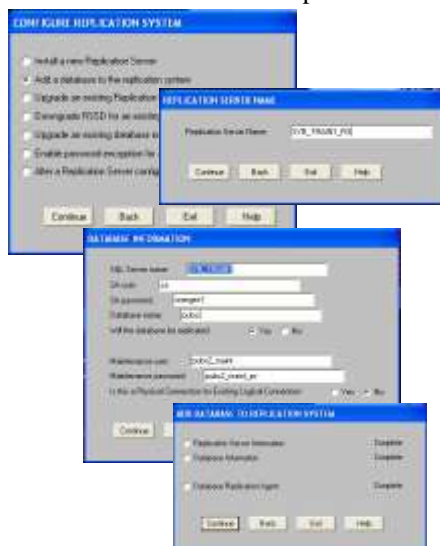 CONFIGURE REPLICATION SYSTEM
Install a new Replication Server
Add a database to the replication system
Upgrade an existing Replication
Downgrade RSSD for an existing
Upgrade an existing database
Enable password encryption for
Alter a Replication Server
Continue Back Exit Help
REPLICATION SERVER NAME
Replication Server Name:
Continue Back Exit Help
DATABASE INFORMATION
SQL Server name:
SA user: sa
SA password:
Database name: pubs2
Will the database be replicated: Yes No
Maintenance user: pubs2_maint
Maintenance password: pubs2_maint_ps
Is this a Physical Connection for Existing Logical Connection: Yes No
Continue
ADD DATABASE TO REPLICATION SYSTEM
Replication Server Information Complete
Database Information Complete
Database Replication Agent Complete
Continue Back Exit Help